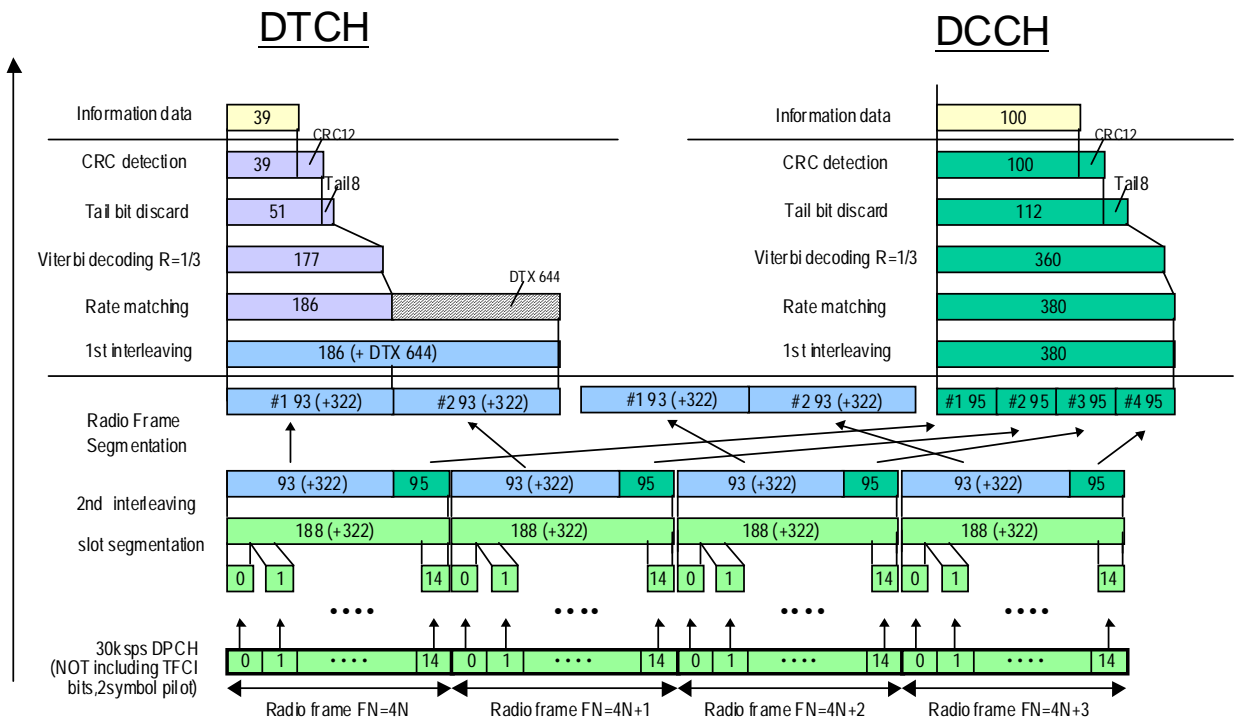 DTCH DCCH
Information data 39 Information data 100
CRC12 CRC12
CRC detection 39 CRC detection 100
Tail8 Tail8
Tail bit discard 51 Tail bit discard 112
Viterbi decoding R=1/3 177 Viterbi decoding R=1/3 360
DTX 644
Rate matching 186 Rate matching 380
1st interleaving 186 (+ DTX 644) 1st interleaving 380
#1 93 (+322) #2 93 (+322) #1 93 (+322) #2 93 (+322) #1 95 #2 95 #3 95 #4 95
Radio Frame
Segmentation
93 (+322) 95 93 (+322) 95 93 (+322) 95 93 (+322) 95
2nd interleaving
188 (+322) 188 (+322) 188 (+322) 188 (+322)
slot segmentation
0 1 14 0 1 14 0 1 14 0 1 14
•••• •••• •••• ••••
30ksps DPCH
(NOT including TFCI
bits,2symbol pilot)
0 1 •••• 14 0 1 •••• 14 0 1 •••• 14 0 1 •••• 14
Radio frame FN=4N Radio frame FN=4N+1 Radio frame FN=4N+2 Radio frame FN=4N+3